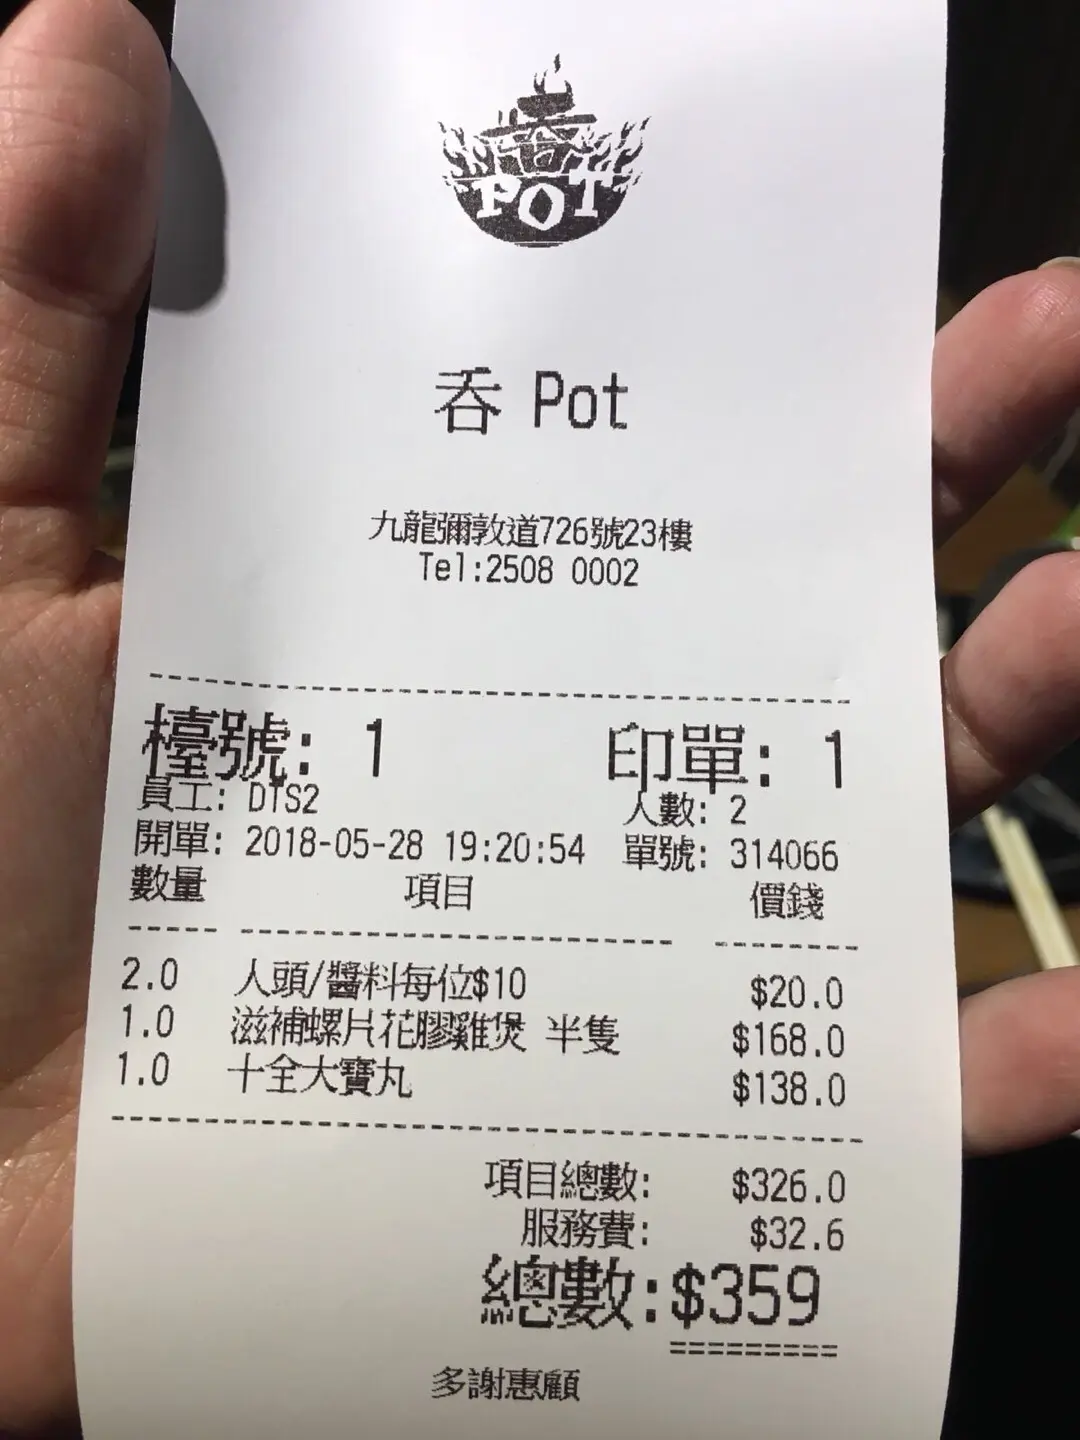 吞
POT
吞 Pot
九龍彌敦道726號23樓
Tel:2508 0002
檯號: 1 印單: 1
員工: DTS2 人數: 2
開單: 2018-05-28 19:20:54 單號: 314066
數量 項目 價錢
2.0 人頭/醬料每位$10 $20.0
1.0 滋補螺片花膠雞煲 半隻 $168.0
1.0 十全大寶丸 $138.0
項目總數: $326.0
服務費: $32.6
總數:$359
多謝惠顧